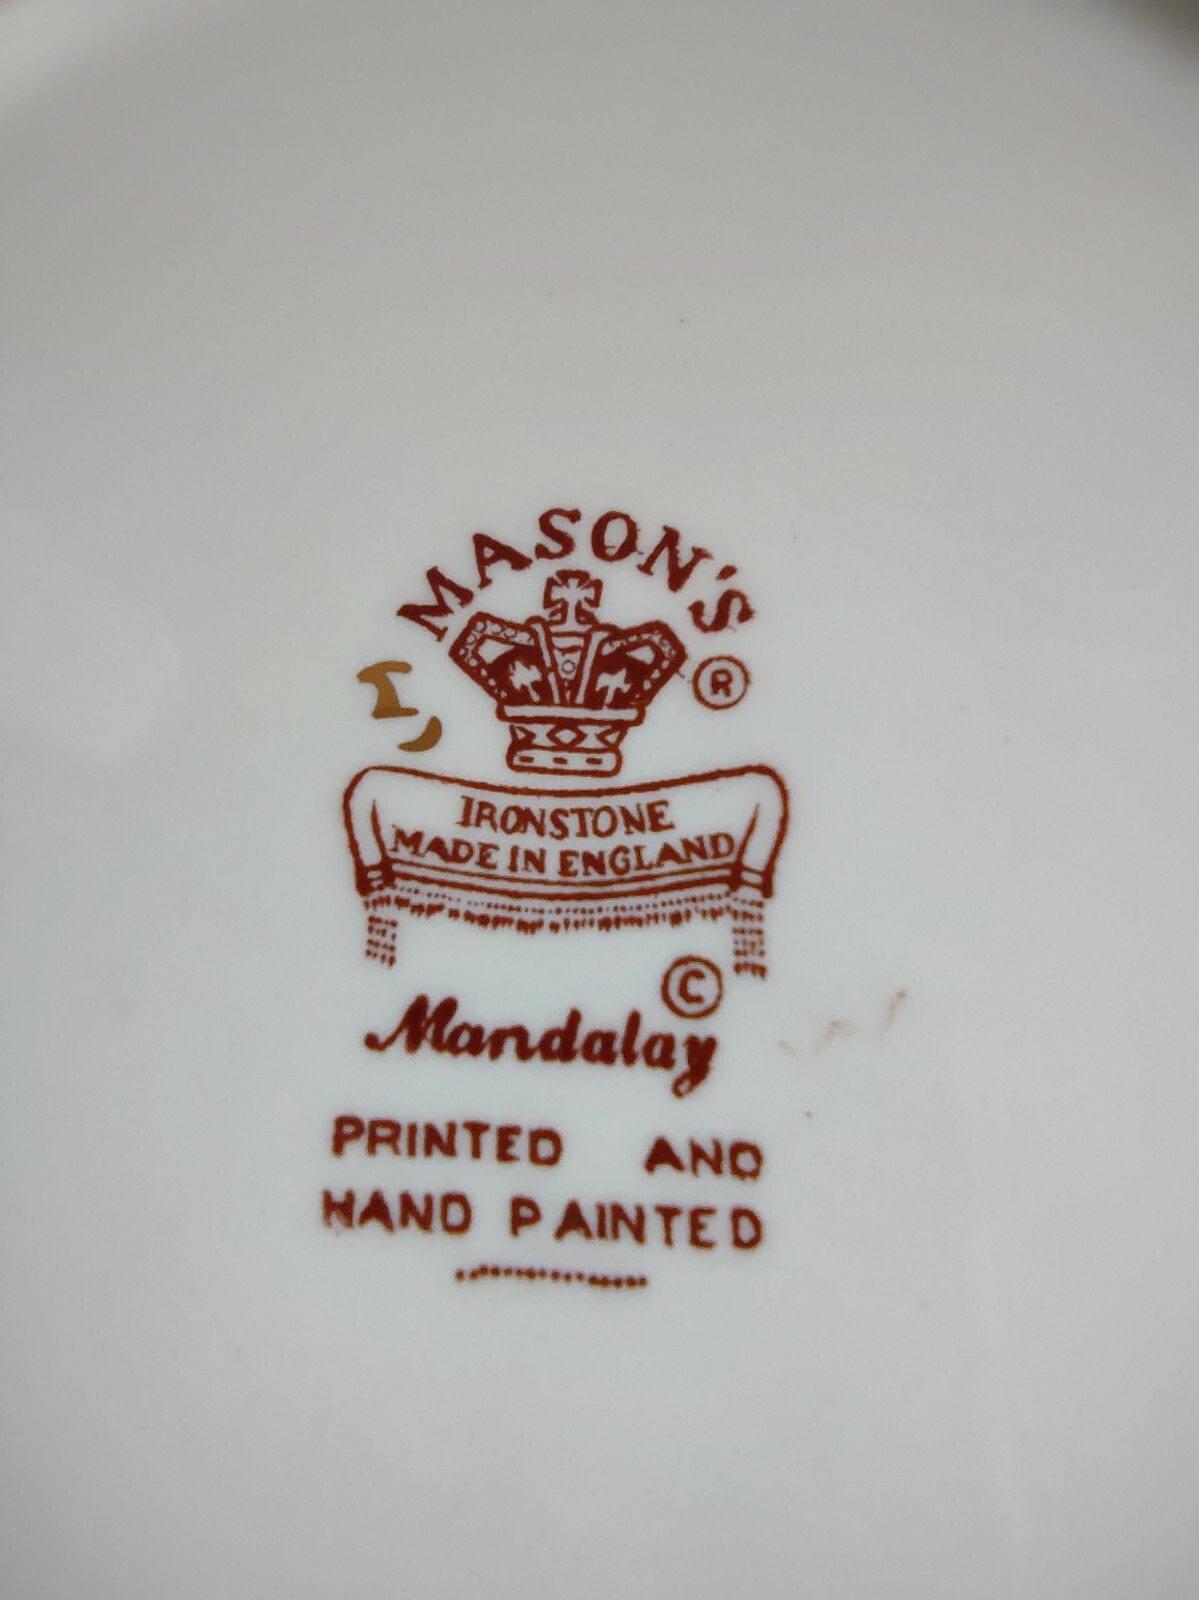 MASON'S
®
IRONSTONE
MADE IN ENGLAND
©
Mandalay
PRINTED AND
HAND PAINTED